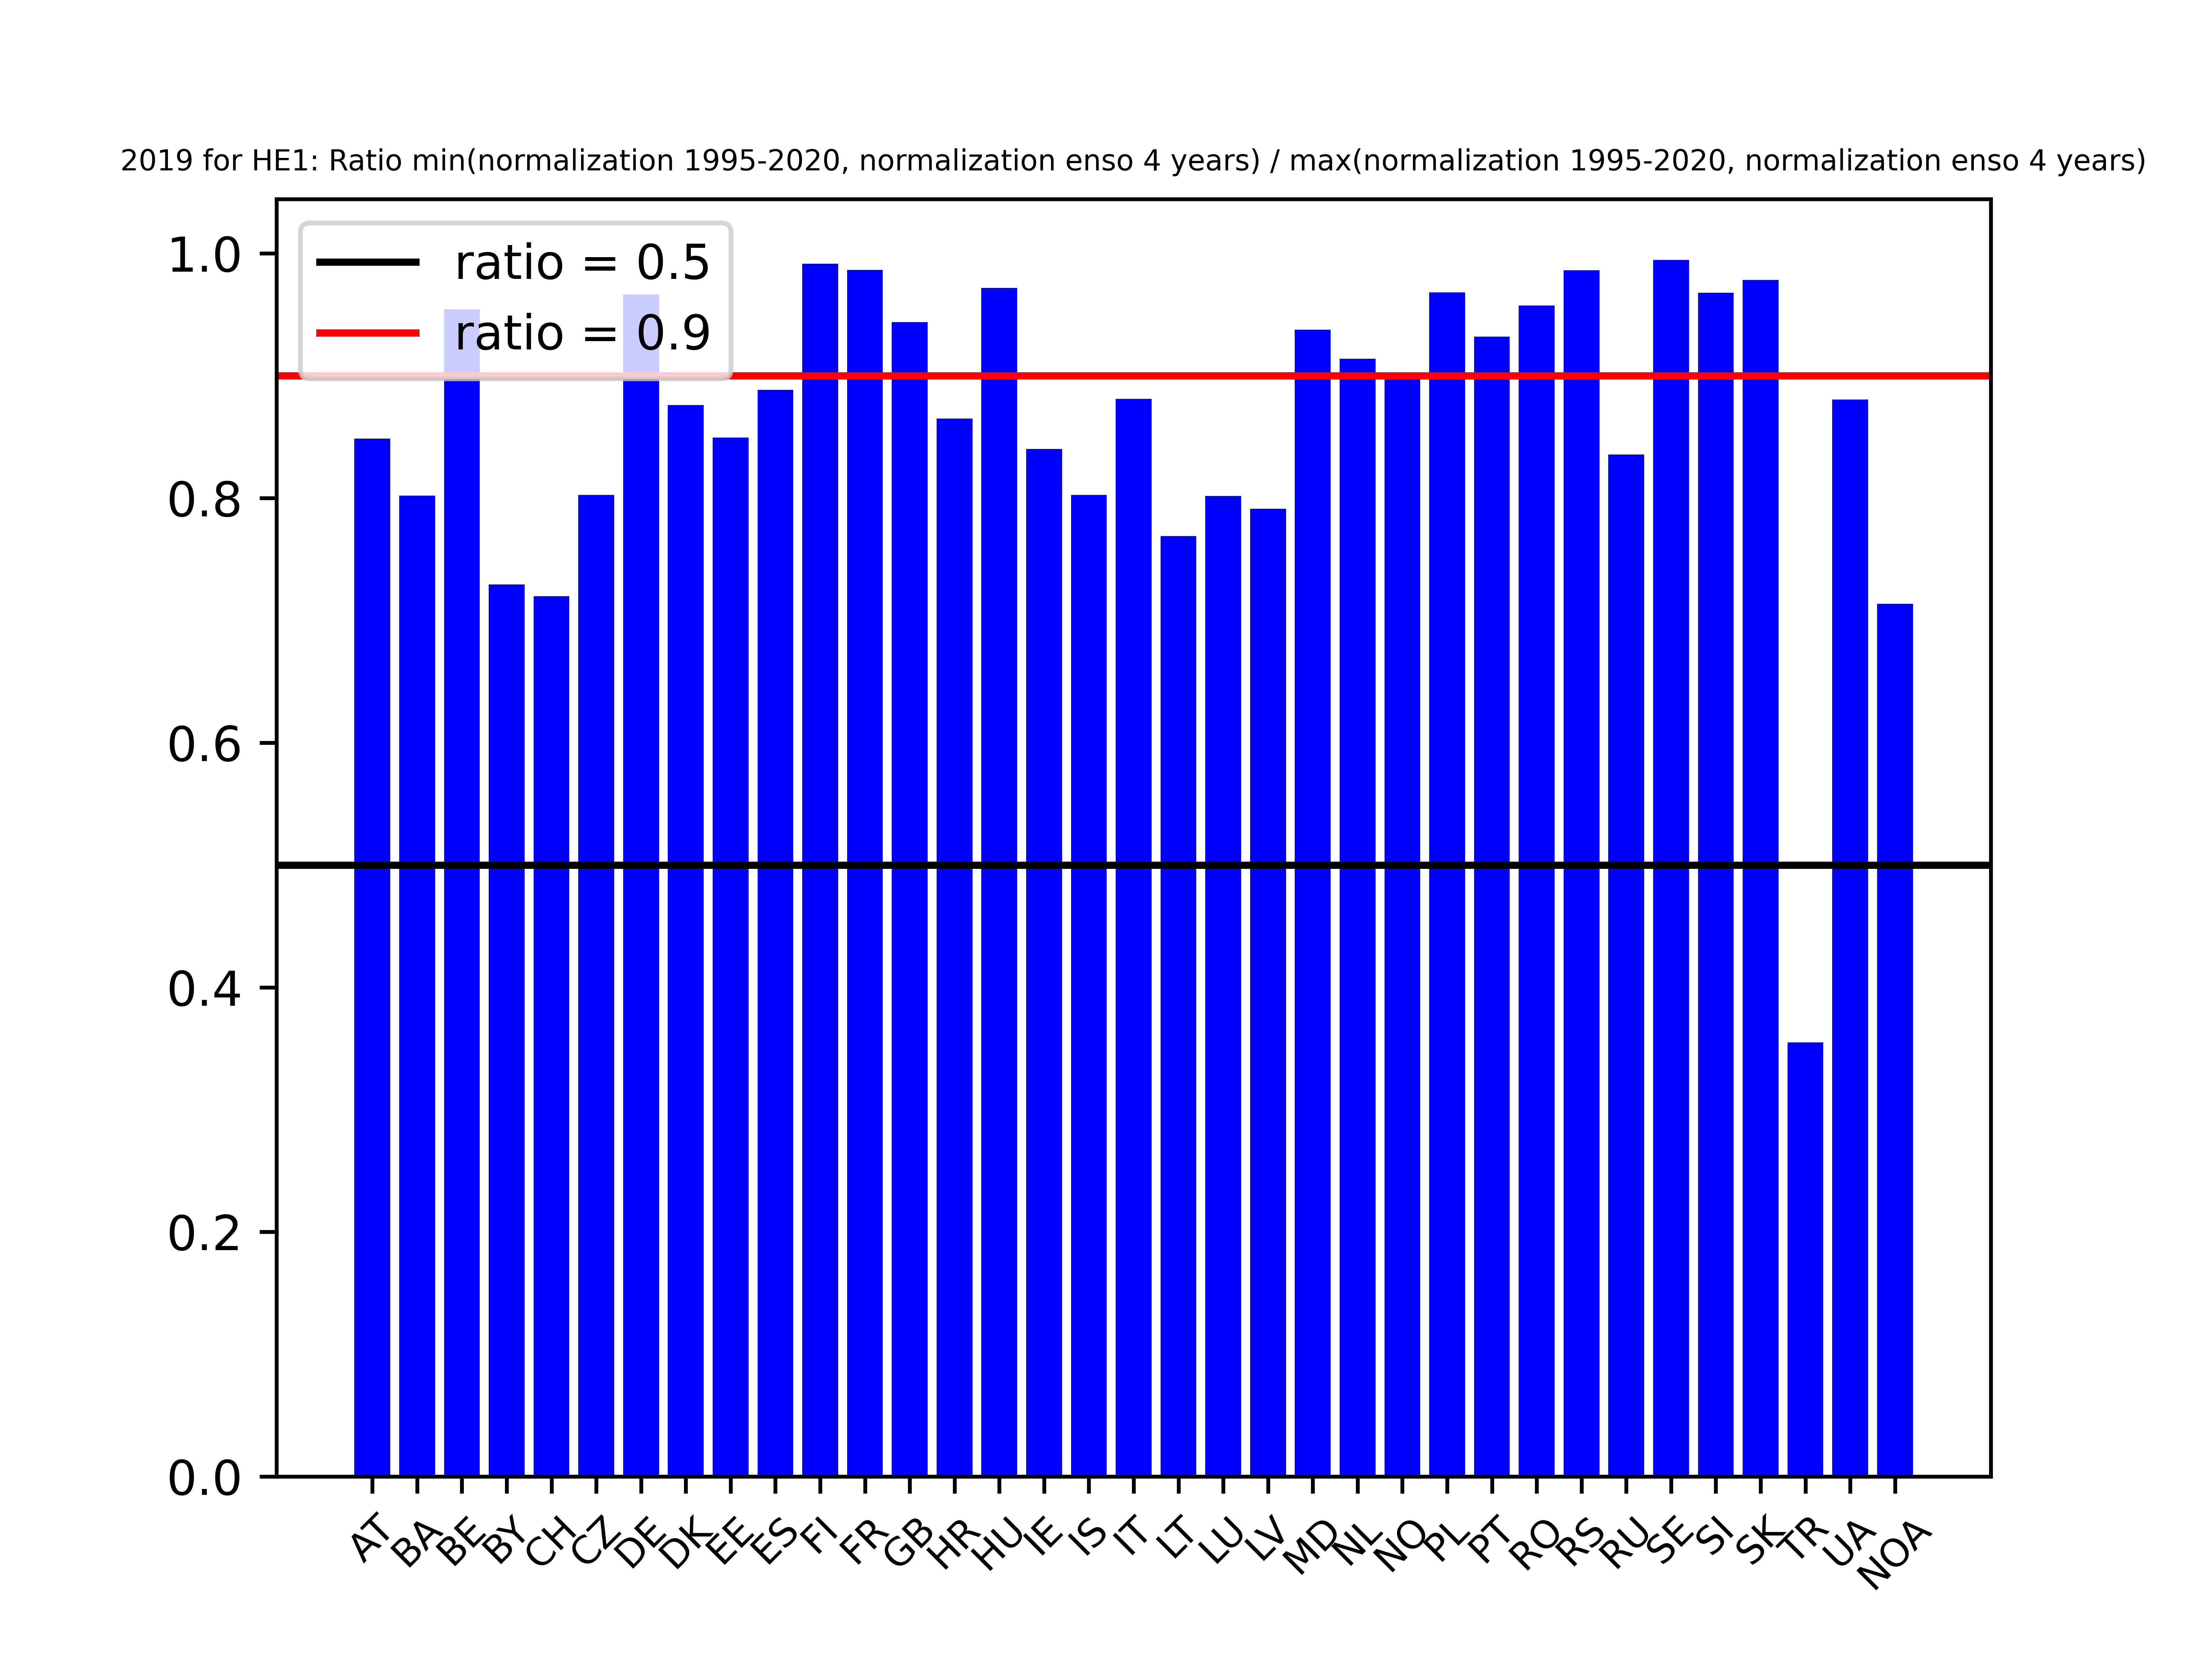 2019 for HE1: Ratio min(normalization 1995-2020, normalization enso 4 years) / max(normalization 1995-2020, normalization enso 4 years)
ratio = 0.5
ratio = 0.9
1.0
0.8
0.6
0.4
0.2
0.0
AT BA BE BY CH CZ DE DK EE ES FI FR GB HR HU IE IS IT LT LU LV MD NL NO PL PT RO RS RU SE SI SK TR UA NOA